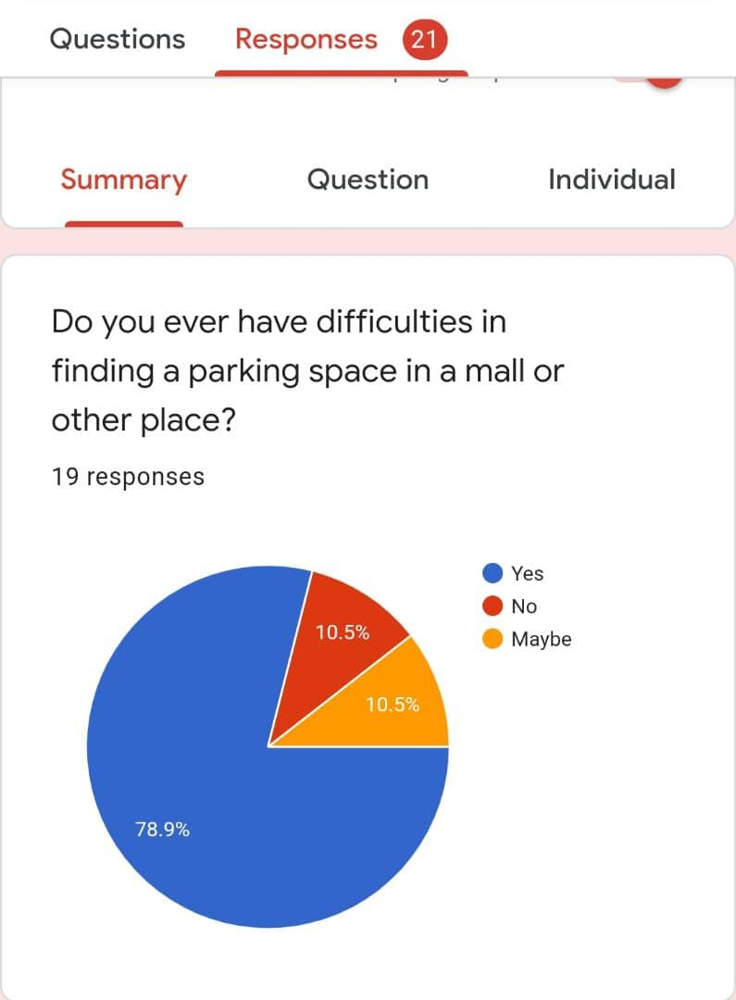 Questions
Responses 21
Summary
Question
Individual
Do you ever have difficulties in
finding a parking space in a mall or
other place?
19 responses
Yes
No
Maybe
10.5%
10.5%
78.9%